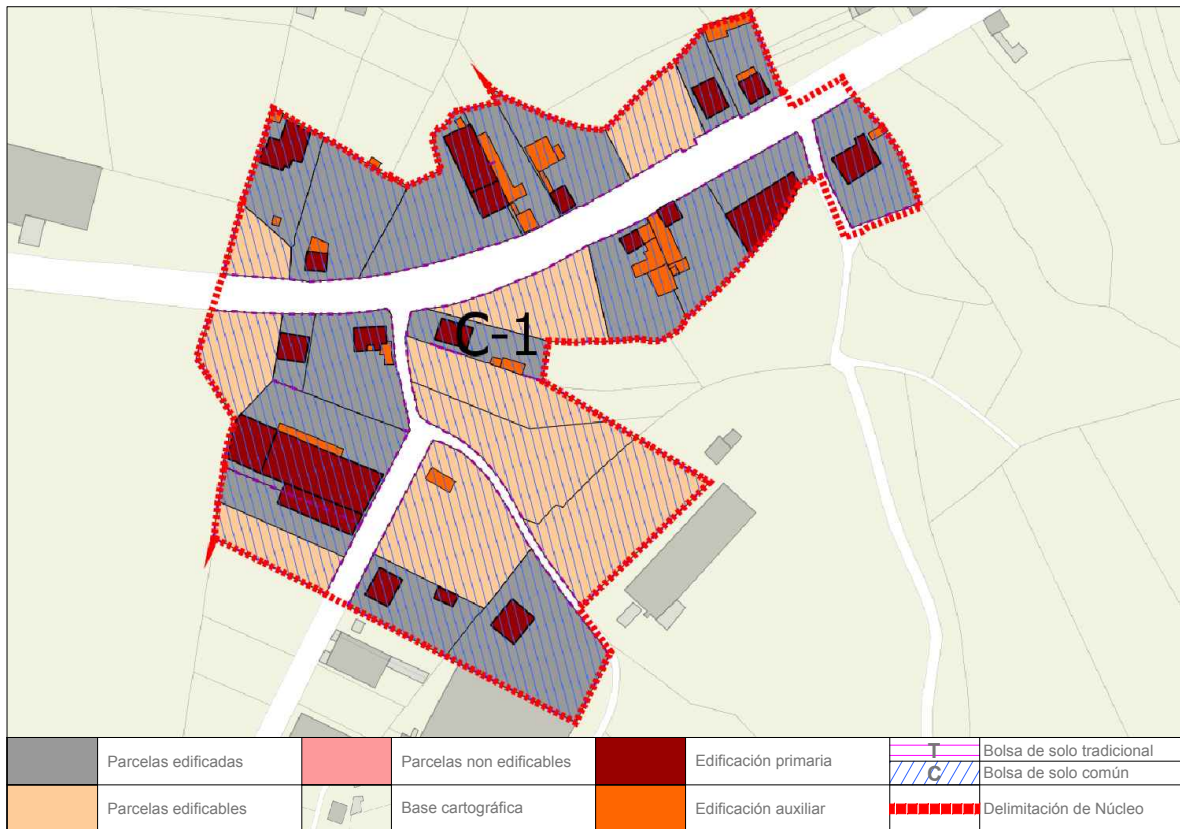 C-1
Parcelas edificadas
Parcelas non edificables
Edificación primaria
T
Bolsa de solo tradicional
C
Bolsa de solo común
Parcelas edificables
Base cartográfica
Edificación auxiliar
Delimitación de Núcleo